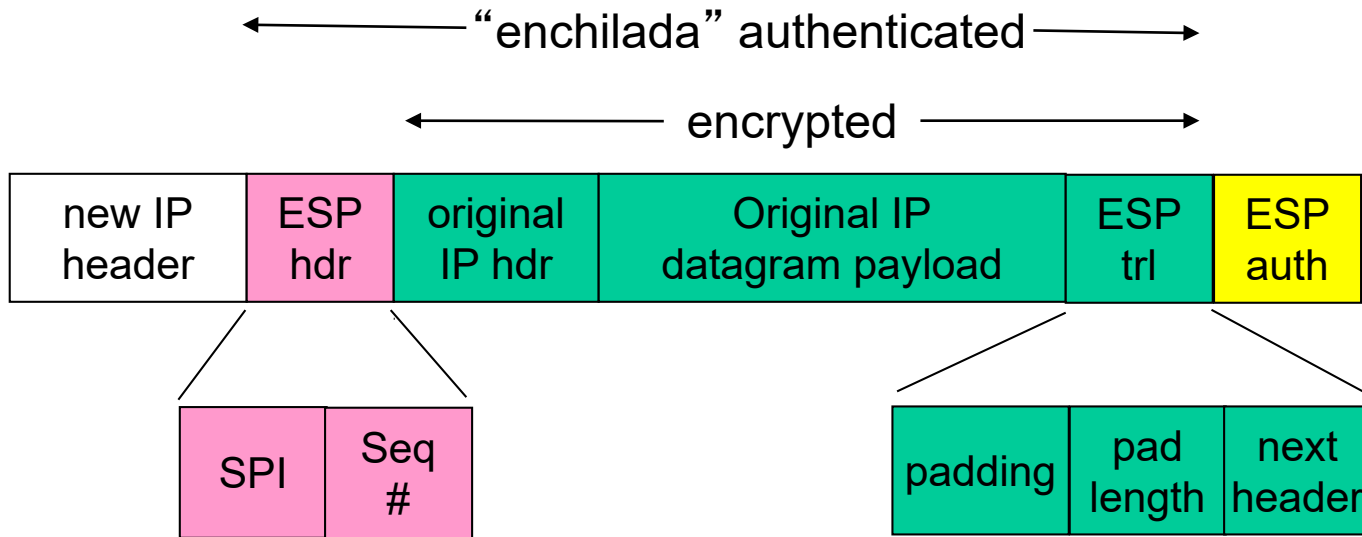 “enchilada” authenticated
encrypted
new IP
header
ESP
hdr
original
IP hdr
Original IP
datagram payload
ESP
trl
ESP
auth
SPI
Seq
#
padding
pad
length
next
header